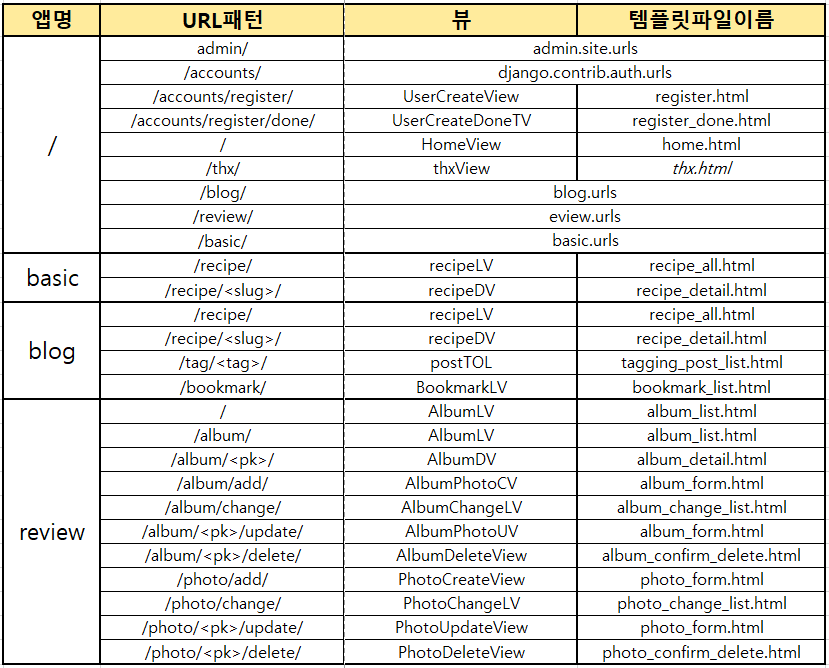 앱명 URL패턴 뷰 템플릿파일이름
/ admin/ admin.site.urls
/accounts/ django.contrib.auth.urls
/accounts/register/ UserCreateView register.html
/accounts/register/done/ UserCreateDoneTV register_done.html
/ HomeView home.html
/thx/ thxView thx.html
/blog/ blog.urls
/review/ eview.urls
/basic/ basic.urls
basic /recipe/ recipeLV recipe_all.html
/recipe/<slug>/ recipeDV recipe_detail.html
blog /recipe/ recipeLV recipe_all.html
/recipe/<slug>/ recipeDV recipe_detail.html
/tag/<tag>/ postTOL tagging_post_list.html
/bookmark/ BookmarkLV bookmark_list.html
review / AlbumLV album_list.html
/album/ AlbumLV album_list.html
/album/<pk>/ AlbumDV album_detail.html
/album/add/ AlbumPhotoCV album_form.html
/album/change/ AlbumChangeLV album_change_list.html
/album/<pk>/update/ AlbumPhotoUV album_form.html
/album/<pk>/delete/ AlbumDeleteView album_confirm_delete.html
/photo/add/ PhotoCreateView photo_form.html
/photo/change/ PhotoChangeLV photo_change_list.html
/photo/<pk>/update/ PhotoUpdateView photo_form.html
/photo/<pk>/delete/ PhotoDeleteView photo_confirm_delete.html